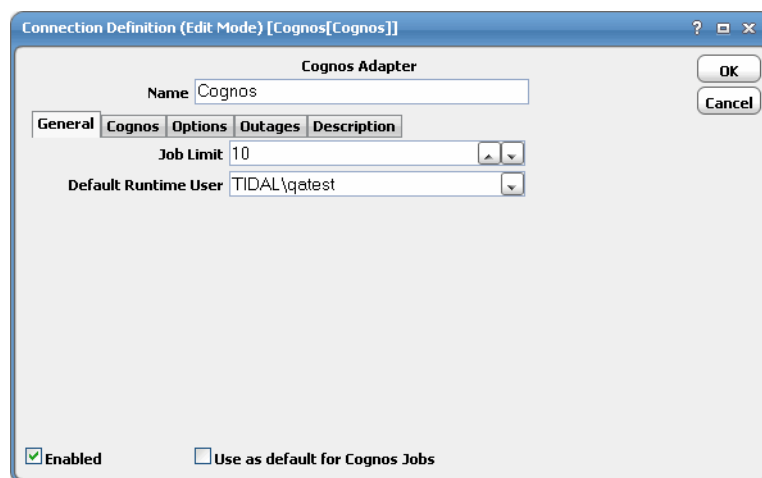 Connection Definition (Edit Mode) [Cognos[Cognos]] ?
Cognos Adapter
OK
Name Cognos
Cancel
General Cognos Options Outages Description
Job Limit 10
Default Runtime User TIDAL\qatest
Enabled Use as default for Cognos Jobs